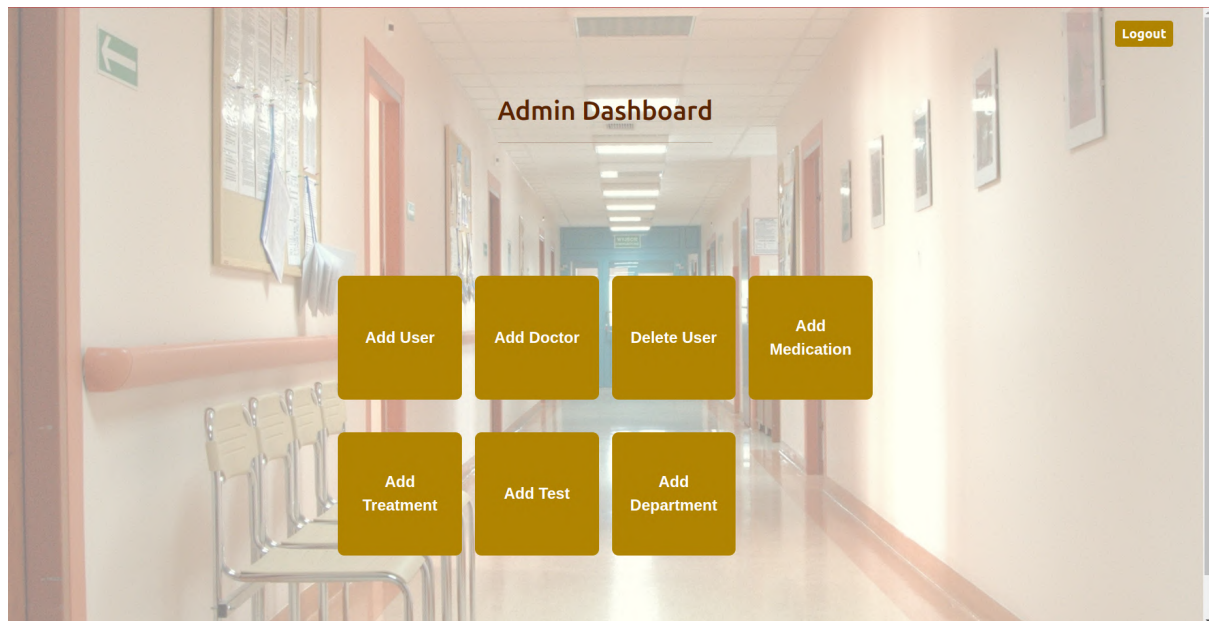 Logout
Admin Dashboard
Add User
Add Doctor
Delete User
Add
Medication
Add
Treatment
Add Test
Add
Department